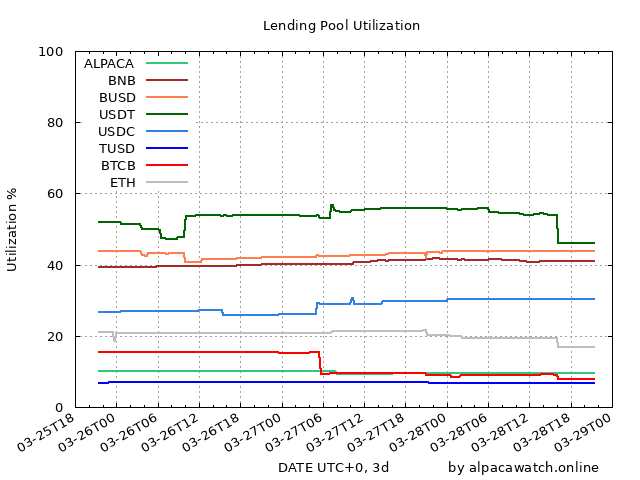 Lending Pool Utilization
100
80
60
40
20
0
Utilization %
ALPACA
BNB
BUSD
USDT
USDC
TUSD
BTCB
ETH
03-25T18
03-26T00
03-26T06
03-26T12
03-26T18
03-27T00
03-27T06
03-27T12
03-27T18
03-28T00
03-28T06
03-28T12
03-28T18
03-29T00
DATE UTC+0, 3d
by alpacawatch.online